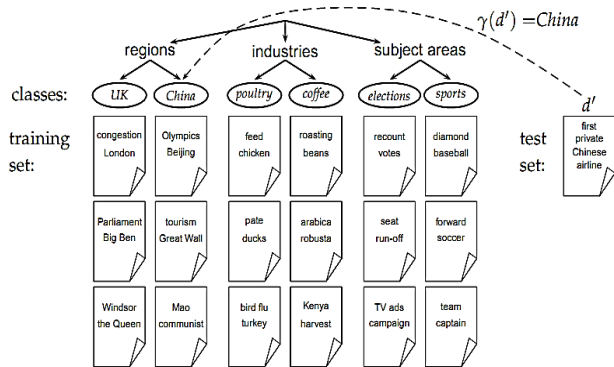 γ(d′) =China
regions industries subject areas
classes: UK China poultry coffee elections sports d′
training set:
congestion
London
Olympics
Beijing
feed
chicken
roasting
beans
recount
votes
diamond
baseball
test set:
first
private
Chinese
airline
Parliament
Big Ben
tourism
Great Wall
pate
ducks
arabica
robusta
seat
run-off
forward
soccer
Windsor
the Queen
Mao
communist
bird flu
turkey
Kenya
harvest
TV ads
campaign
team
captain